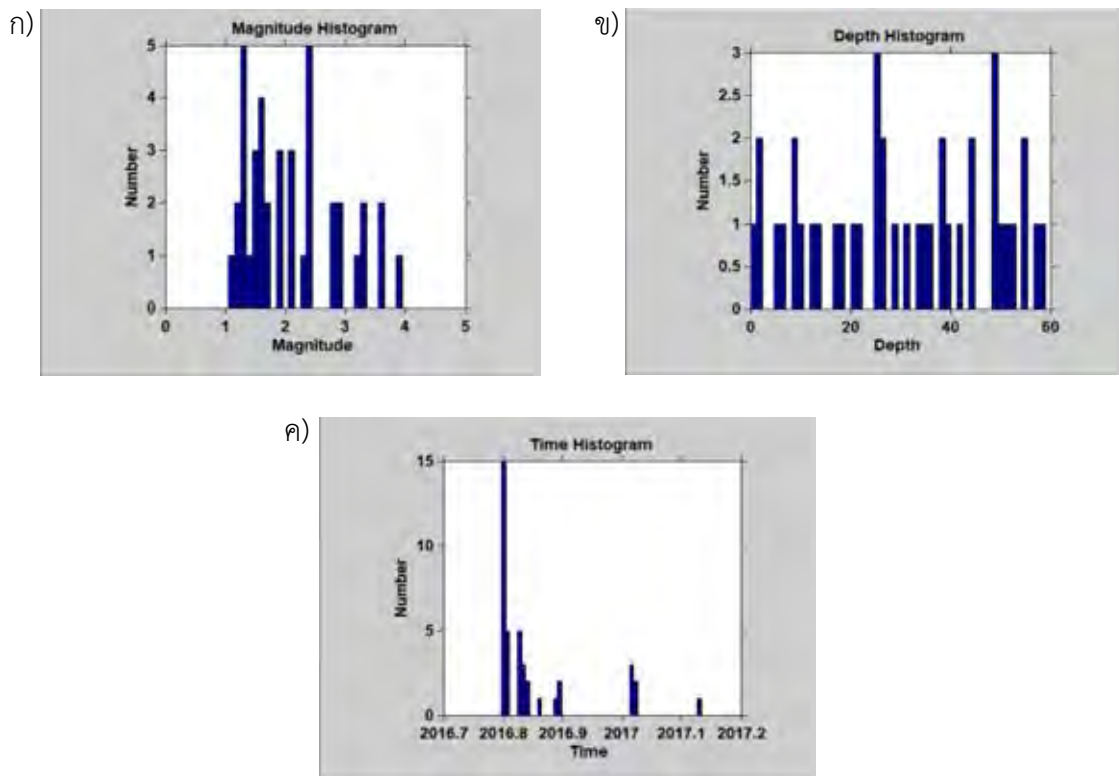 ก)
Magnitude Histogram
5
4
3
2
1
0
Number
0 1 2 3 4 5
Magnitude
ข)
Depth Histogram
3
2.5
2
1.5
1
0.5
0
Number
0 20 40 60
Depth
ค)
Time Histogram
15
10
5
0
Number
2016.7 2016.8 2016.9 2017 2017.1 2017.2
Time